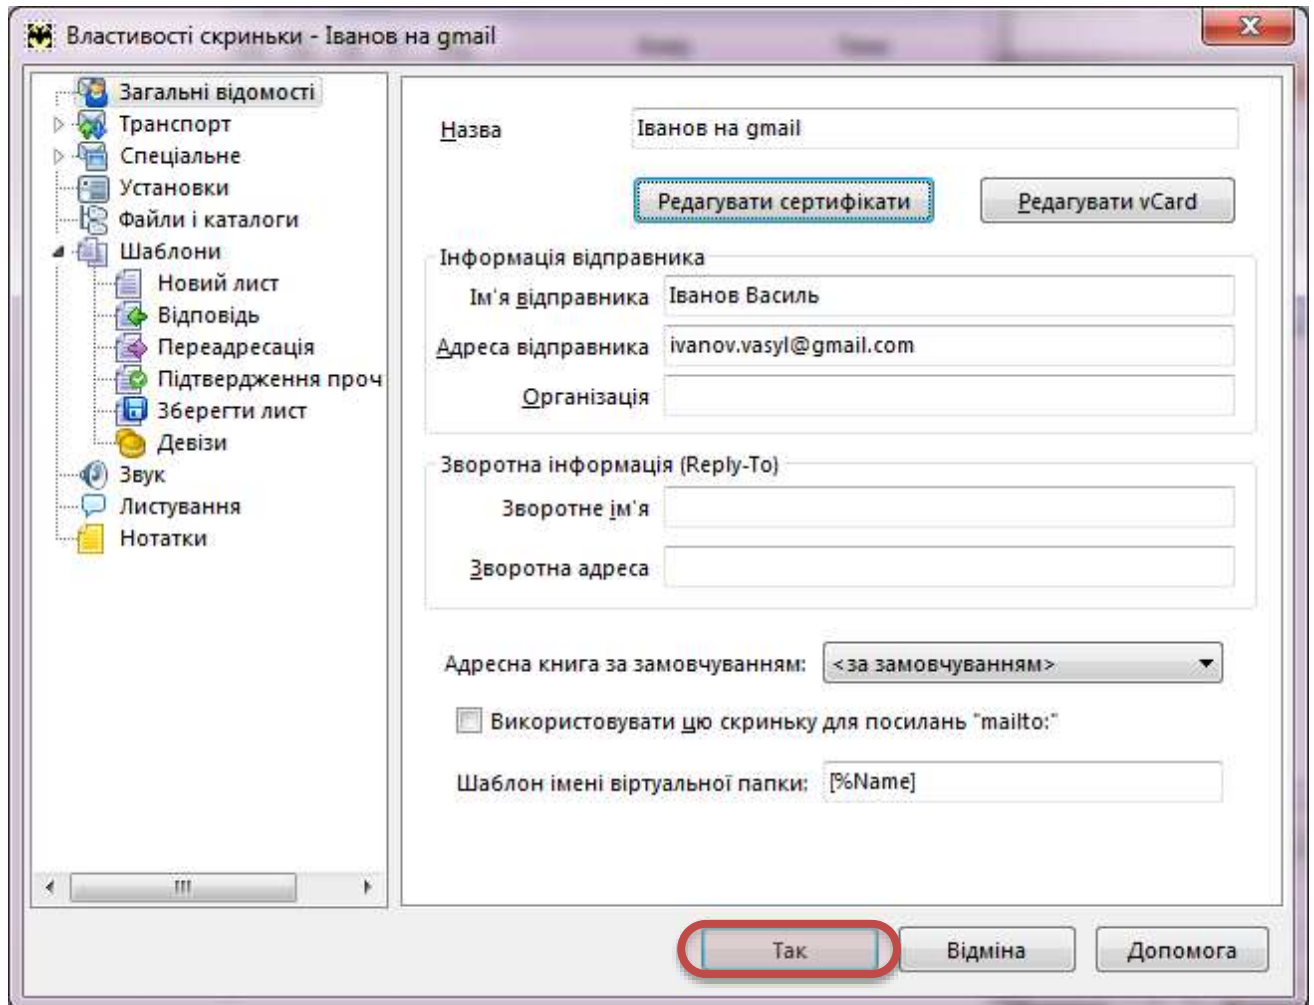 Властивості скриньки - Іванов на gmail
Загальні відомості
Транспорт
Спеціальне
Установки
Файли і каталоги
Шаблони
Новий лист
Відповідь
Переадресація
Підтвердження проч
Зберегти лист
Девізи
Звук
Листування
Нотатки
Назва Іванов на gmail
Редагувати сертифікати Редагувати vCard
Інформація відправника
Ім'я відправника Іванов Василь
Адреса відправника ivanov.vasyl@gmail.com
Організація
Зворотна інформація (Reply-To)
Зворотне ім'я
Зворотна адреса
Адресна книга за замовчуванням: <за замовчуванням>
Використовувати цю скриньку для посилань "mailto:"
Шаблон імені віртуальної папки: [%Name]
Так Відміна Допомога